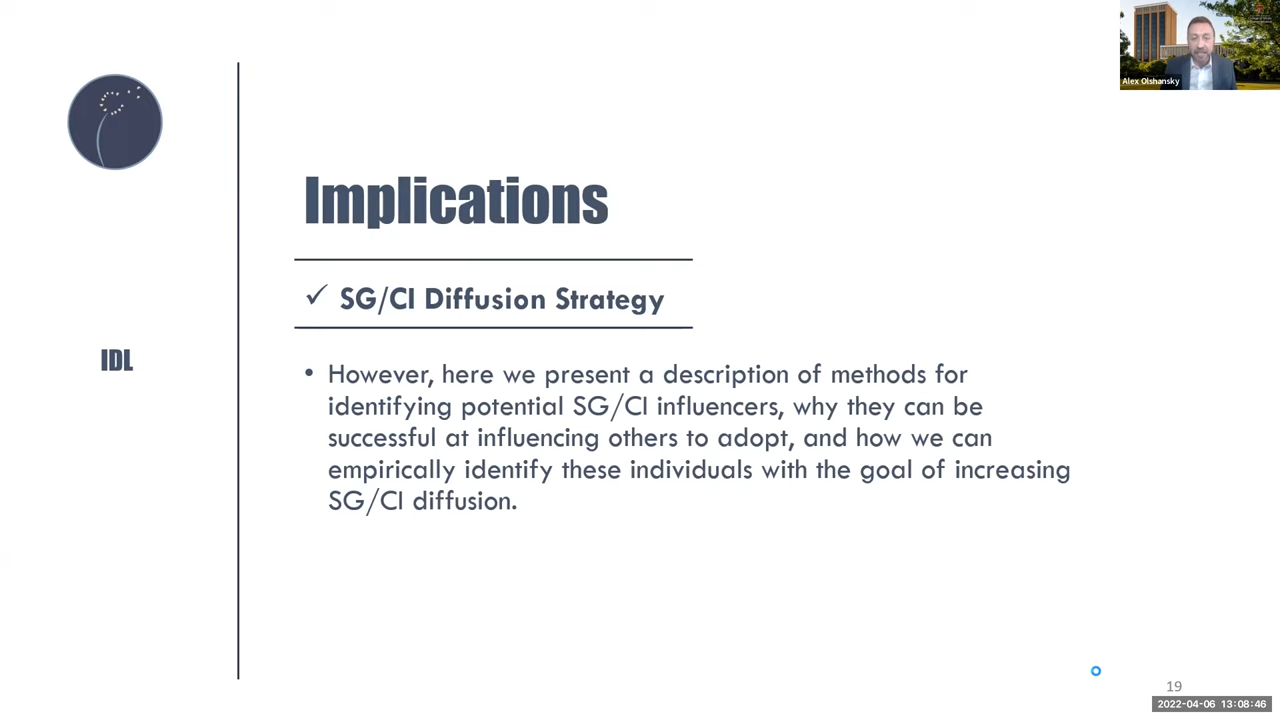 Alex Olshansky
Implications
✓ SG/CI Diffusion Strategy
IDL
• However, here we present a description of methods for
identifying potential SG/CI influencers, why they can be
successful at influencing others to adopt, and how we can
empirically identify these individuals with the goal of increasing
SG/CI diffusion.
19
2022-04-06 13:08:46